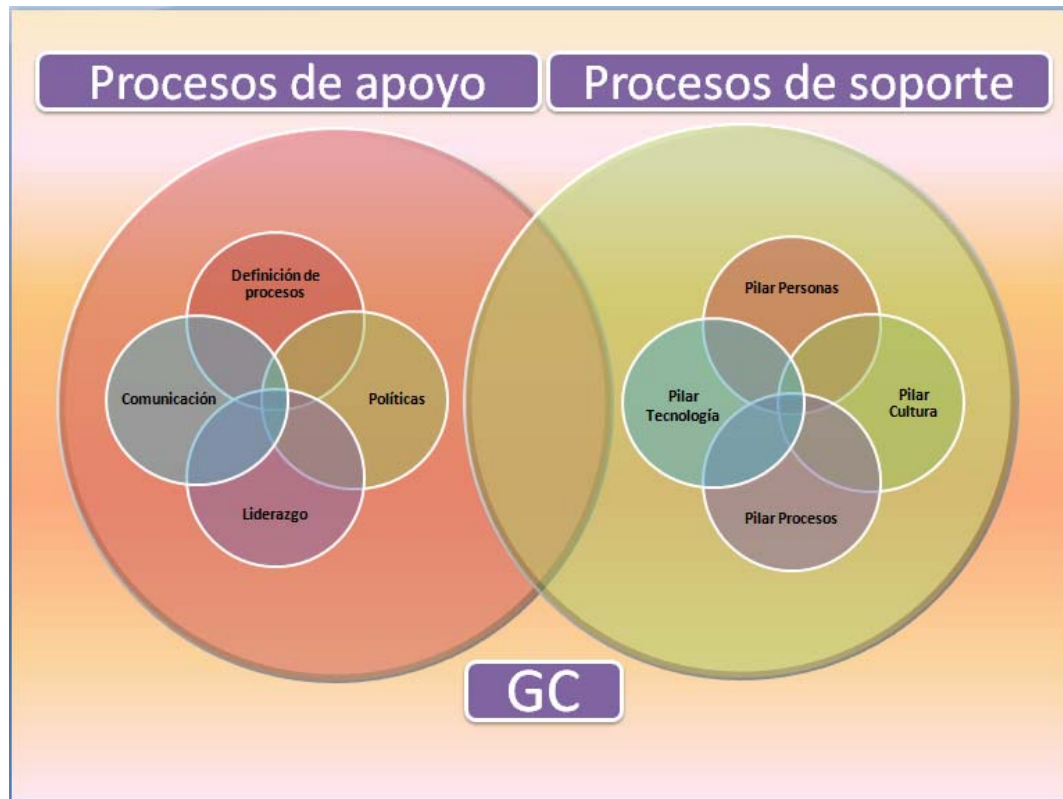 Procesos de apoyo
Procesos de soporte
Definición de
procesos
Comunicación
Políticas
Liderazgo
Pilar Personas
Pilar
Tecnología
Pilar
Cultura
Pilar Procesos
GC